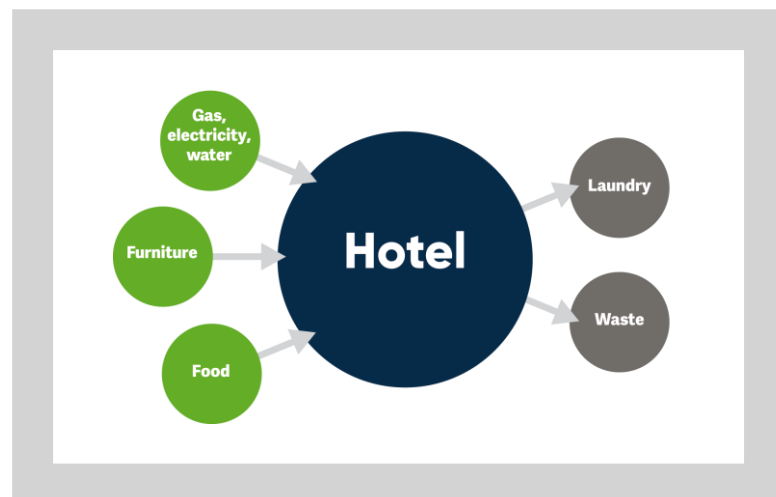 Gas,
electricity,
water
Furniture
Food
Hotel
Laundry
Waste